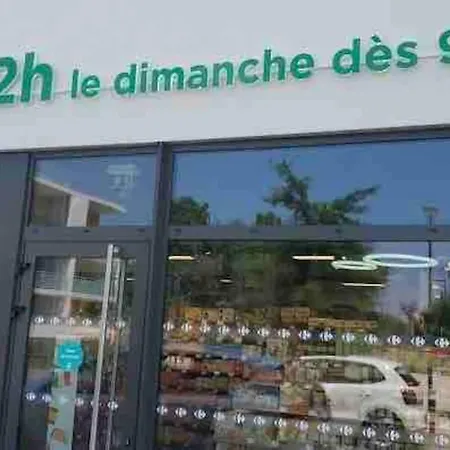 2h le dimanche dès 9